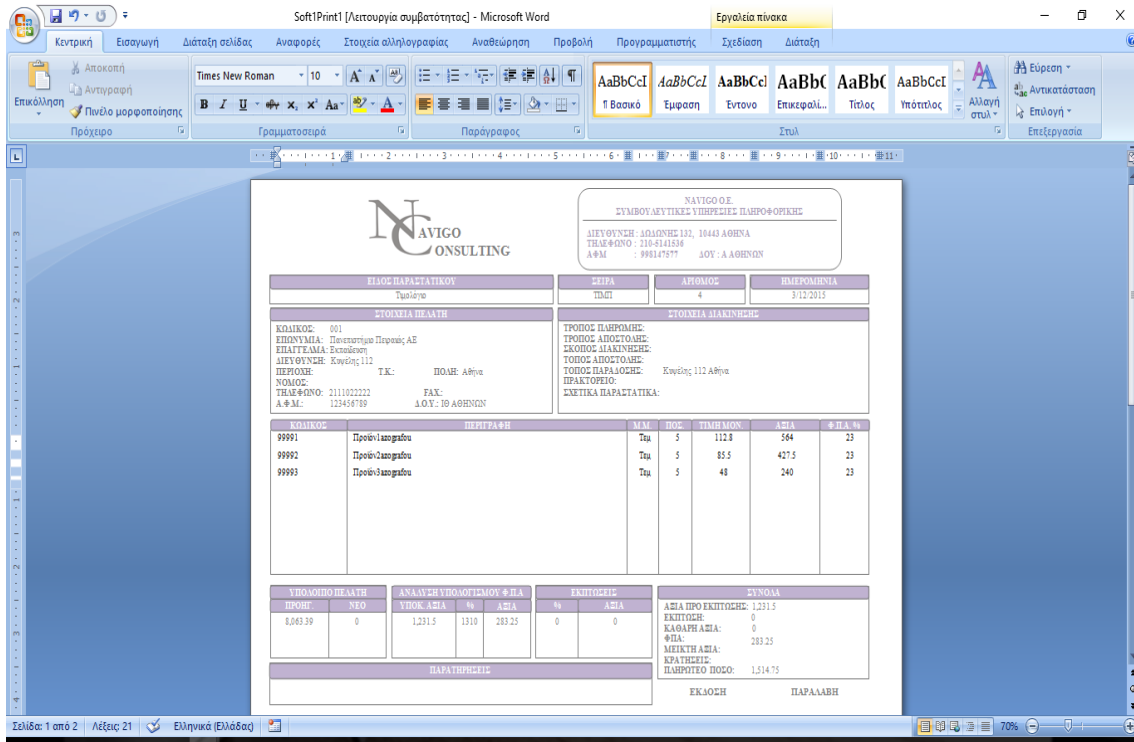 Soft1Print1 [Λειτουργία συμβατότητας] - Microsoft Word
Εργαλεία πίνακα
Κεντρική Εισαγωγή Διάταξη σελίδας Αναφορές Στοιχεία αλληλογραφίας Αναθεώρηση Προβολή Προγραμματιστής Σχεδίαση Διάταξη
Επικόλληση
Αποκοπή
Αντιγραφή
Πινέλο μορφοποίησης
Πρόχειρο
Times New Roman 10
Γραμματοσειρά
Παράγραφος
AaBbCcI AaBbCcL AaBbCcl AaBbC AaBbC AaBbCcI
¶ Βασικό Έμφαση Έντονο Επικεφαλί... Τίτλος Υπότιτλος
Αλλαγή στυλ
Στυλ
Εύρεση
Αντικατάσταση
Επιλογή
Επεξεργασία
NAVIGO
CONSULTING
NAVIGO O.E.
ΣΥΜΒΟΥΛΕΥΤΙΚΕΣ ΥΠΗΡΕΣΙΕΣ ΠΛΗΡΟΦΟΡΙΚΗΣ
ΔΙΕΥΘΥΝΣΗ : ΔΩΔΩΝΗΣ 132, 10443 ΑΘΗΝΑ
ΤΗΛΕΦΩΝΟ : 210-5141536
ΑΦΜ : 998147577 ΔΟΥ : Α ΑΘΗΝΩΝ
ΕΙΔΟΣ ΠΑΡΑΣΤΑΤΙΚΟΥ ΣΕΙΡΑ ΑΡΙΘΜΟΣ ΗΜΕΡΟΜΗΝΙΑ
Τιμολόγιο ΤΙΜΠ 4 3/12/2015
ΣΤΟΙΧΕΙΑ ΠΕΛΑΤΗ
ΚΩΔΙΚΟΣ: 001
ΕΠΩΝΥΜΙΑ: Πανεπιστήμιο Πειραιάς ΑΕ
ΕΠΑΓΓΕΛΜΑ: Εκπαίδευση
ΔΙΕΥΘΥΝΣΗ: Κυψέλης 112
ΠΕΡΙΟΧΗ: Τ.Κ.: ΠΟΛΗ: Αθήνα
ΝΟΜΟΣ:
ΤΗΛΕΦΩΝΟ: 2111022222 FAX:
Α.Φ.Μ.: 123456789 Δ.Ο.Υ.: ΙΘ ΑΘΗΝΩΝ
ΣΤΟΙΧΕΙΑ ΔΙΑΚΙΝΗΣΗΣ
ΤΡΟΠΟΣ ΠΛΗΡΩΜΗΣ:
ΤΡΟΠΟΣ ΑΠΟΣΤΟΛΗΣ:
ΣΚΟΠΟΣ ΔΙΑΚΙΝΗΣΗΣ:
ΤΟΠΟΣ ΑΠΟΣΤΟΛΗΣ:
ΤΟΠΟΣ ΠΑΡΑΔΟΣΗΣ: Κυψέλης 112 Αθήνα
ΠΡΑΚΤΟΡΕΙΟ:
ΣΧΕΤΙΚΑ ΠΑΡΑΣΤΑΤΙΚΑ:
ΚΩΔΙΚΟΣ ΠΕΡΙΓΡΑΦΗ Μ.Μ. ΠΟΣ. ΤΙΜΗ ΜΟΝ. ΑΞΙΑ Φ.Π.Α. %
99991 Προϊόν1azografou Τεμ 5 112.8 564 23
99992 Προϊόν2azografou Τεμ 5 85.5 427.5 23
99993 Προϊόν3azografou Τεμ 5 48 240 23
ΥΠΟΛΟΙΠΟ ΠΕΛΑΤΗ ΑΝΑΛΥΣΗ ΥΠΟΛΟΓΙΣΜΟΥ Φ.Π.Α ΕΚΠΤΩΣΕΙΣ
ΠΡΟΗΓ. ΝΕΟ ΥΠΟΚ. ΑΞΙΑ % ΑΞΙΑ % ΑΞΙΑ
8,063.39 0 1,231.5 1310 283.25 0 0
ΠΑΡΑΤΗΡΗΣΕΙΣ
ΣΥΝΟΛΑ
ΑΞΙΑ ΠΡΟ ΕΚΠΤΩΣΗΣ: 1,231.5
ΕΚΠΤΩΣΗ: 0
ΚΑΘΑΡΗ ΑΞΙΑ: 0
ΦΠΑ: 283.25
ΜΕΙΚΤΗ ΑΞΙΑ:
ΚΡΑΤΗΣΕΙΣ:
ΠΛΗΡΩΤΕΟ ΠΟΣΟ: 1,514.75
ΕΚΔΟΣΗ ΠΑΡΑΛΑΒΗ
Σελίδα: 1 από 2 Λέξεις: 21 Ελληνικά (Ελλάδας) 70%